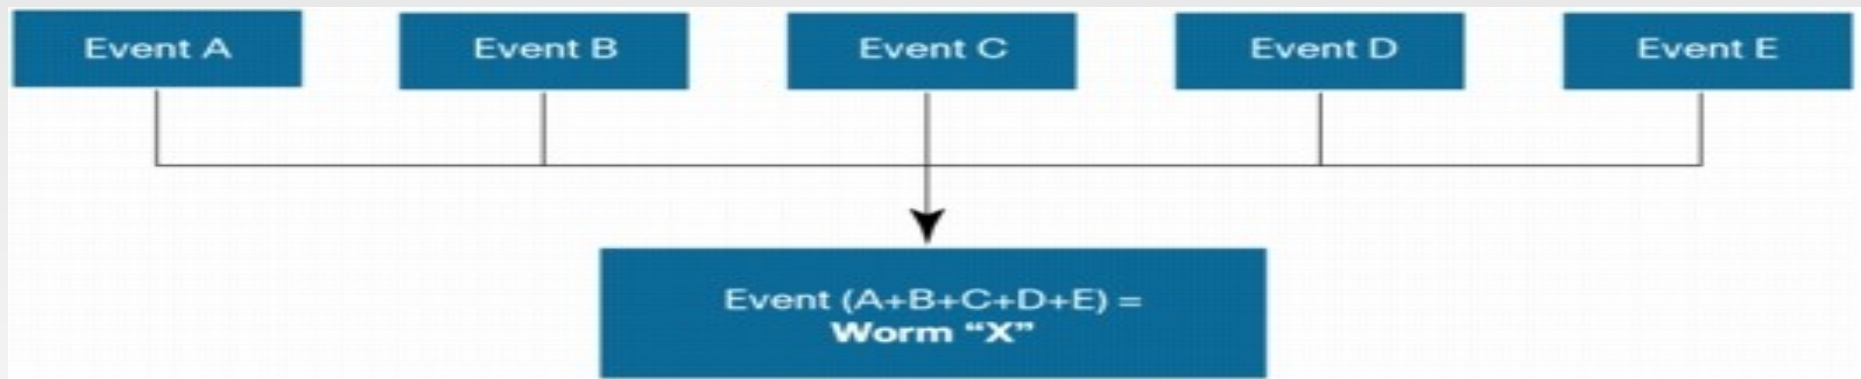 Event A
Event B
Event C
Event D
Event E
Event (A+B+C+D+E) =
Worm “X”